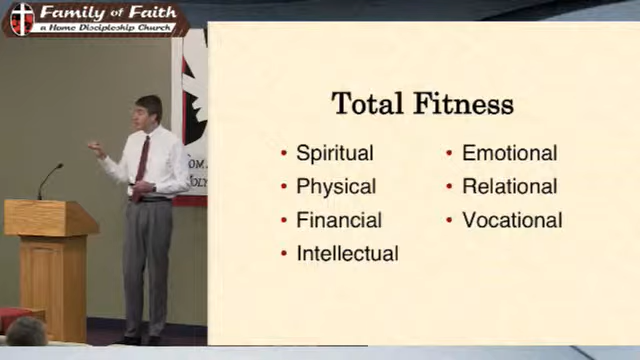 Family of Faith
a Home Discipleship Church
Total Fitness
• Spiritual
• Physical
• Financial
• Intellectual
• Emotional
• Relational
• Vocational